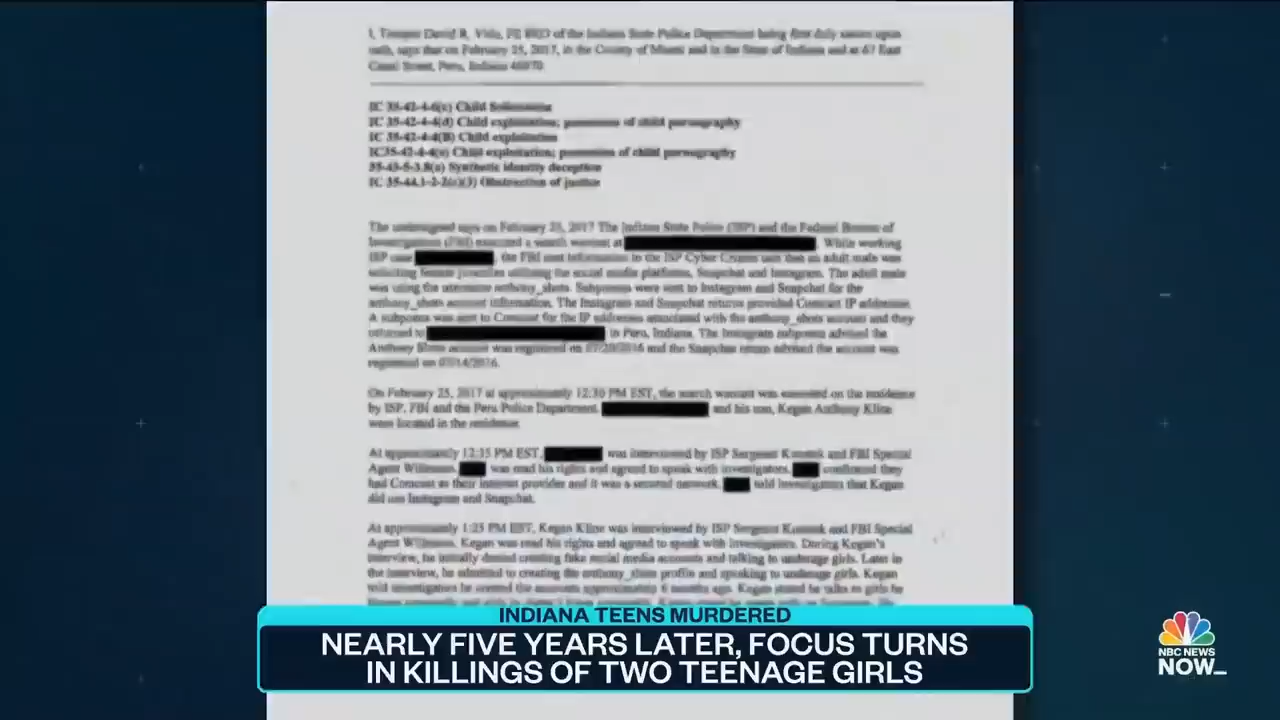 I, Trooper David R. Vido, PE 8803 of the Indiana State Police Department being first duly sworn upon
oath, says that on February 25, 2017, in the County of Miami and in the State of Indiana and at 67 East
Canal Street, Peru, Indiana 46970
IC 35-42-4-6(c) Child Solicitation
IC 35-42-4-4(d) Child exploitation; possession of child pornography
IC 35-42-4-4(B) Child exploitation
IC35-42-4-4(e) Child exploitation; possession of child pornography
35-43-5-3.8(a) Synthetic identity deception
IC 35-44.1-2-2(a)(3) Obstruction of justice
The undersigned says on February 25, 2017 The Indiana State Police (ISP) and the Federal Bureau of
Investigation (FBI) executed a search warrant at . While working
ISP case , the FBI sent information to the ISP Cyber Crimes unit that an adult male was
soliciting female juveniles utilizing the social media platforms, Snapchat and Instagram. The adult male
was using the username anthony_shots. Subpoenas were sent to Instagram and Snapchat for the
anthony_shots account information. The Instagram and Snapchat returns provided Comcast IP addresses.
A subpoena was sent to Comcast for the IP addresses associated with the anthony_shots account and they
returned to in Peru, Indiana. The Instagram subpoena advised the
Anthony Shots account was registered on 07/20/2016 and the Snapchat return advised the account was
registered on 07/14/2016.
On February 25, 2017 at approximately 12:30 PM EST, the search warrant was executed on the residence
by ISP, FBI and the Peru Police Department. and his son, Kegan Anthony Kline
were located in the residence.
At approximately 12:35 PM EST, was interviewed by ISP Sergeant and FBI Special
Agent Williams. was read his rights and agreed to speak with investigators. confirmed they
had Comcast as their internet provider and it was a secured network. told investigators that Kegan
did use Instagram and Snapchat.
At approximately 1:25 PM EST, Kegan Kline was interviewed by ISP Sergeant and FBI Special
Agent Williams. Kegan was read his rights and agreed to speak with investigators. During Kegan's
interview, he initially denied creating fake social media accounts and talking to underage girls. Later in
the interview, he admitted to creating the anthony_shots profile and speaking to underage girls. Kegan
told investigators he created the accounts approximately 6 months ago. Kegan stated he talks to girls he
INDIANA TEENS MURDERED
NEARLY FIVE YEARS LATER, FOCUS TURNS
IN KILLINGS OF TWO TEENAGE GIRLS
NBC NEWS
NOW_